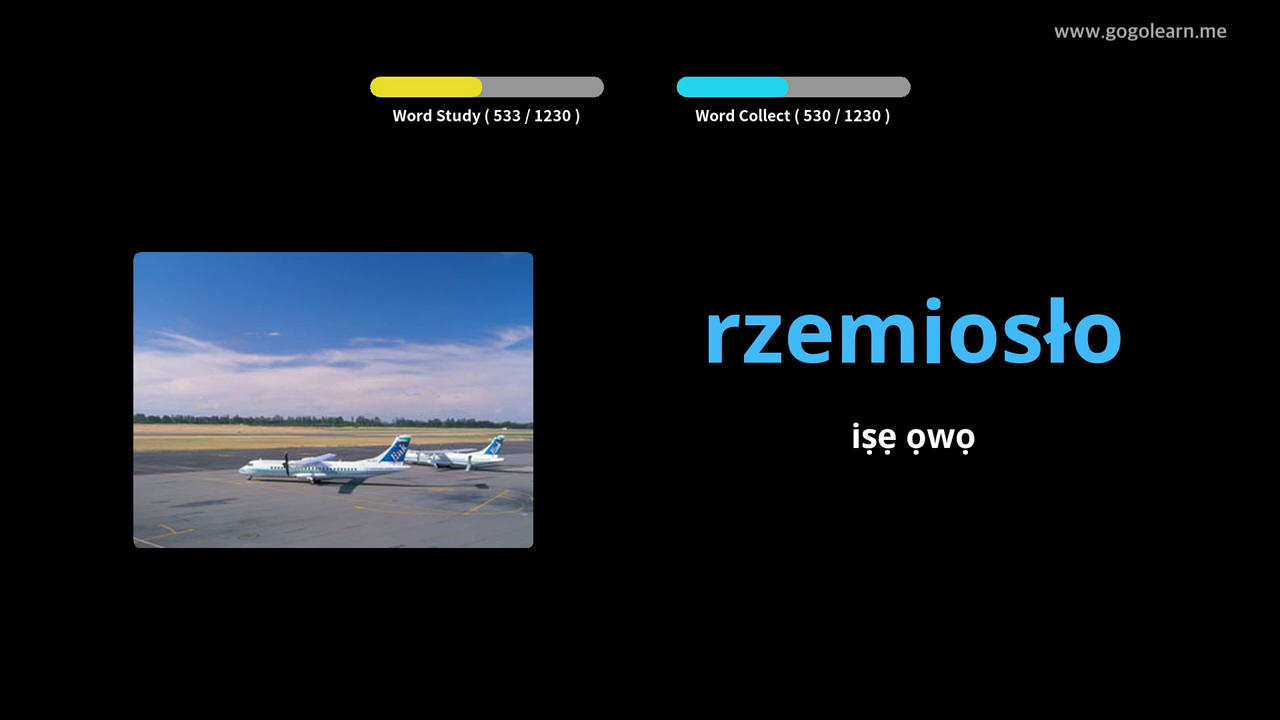 www.gogolearn.me
Word Study ( 533 / 1230 )
Word Collect ( 530 / 1230 )
rzemiosło
iṣẹ ọwọ